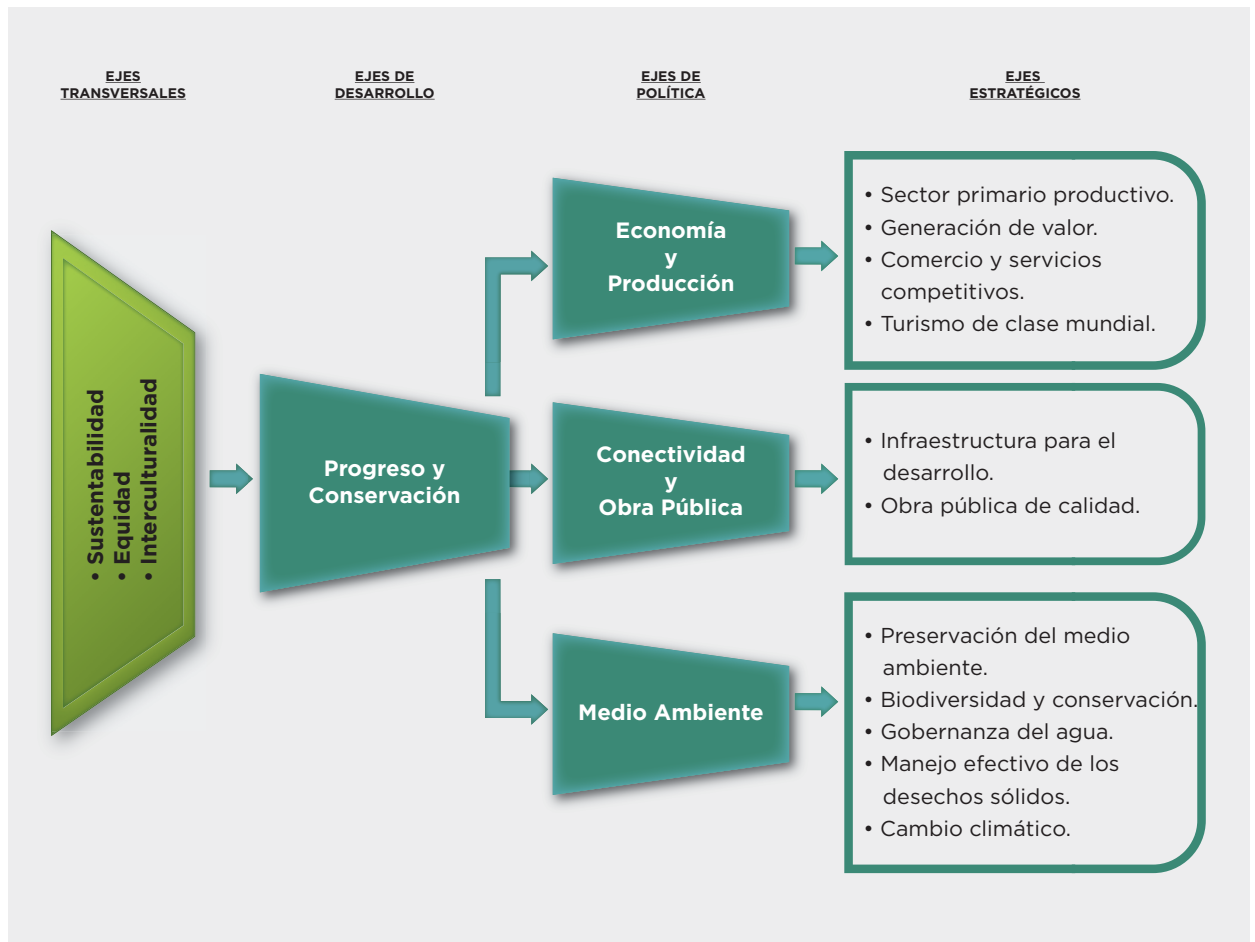 EJES
TRANSVERSALES
EJES DE
DESARROLLO
EJES DE
POLÍTICA
EJES
ESTRATÉGICOS
• Sustentabilidad
• Equidad
• Interculturalidad
Progreso y
Conservación
Economía
y
Producción
• Sector primario productivo.
• Generación de valor.
• Comercio y servicios
competitivos.
• Turismo de clase mundial.
Conectividad
y
Obra Pública
• Infraestructura para el
desarrollo.
• Obra pública de calidad.
Medio Ambiente
• Preservación del medio
ambiente.
• Biodiversidad y conservación.
• Gobernanza del agua.
• Manejo efectivo de los
desechos sólidos.
• Cambio climático.